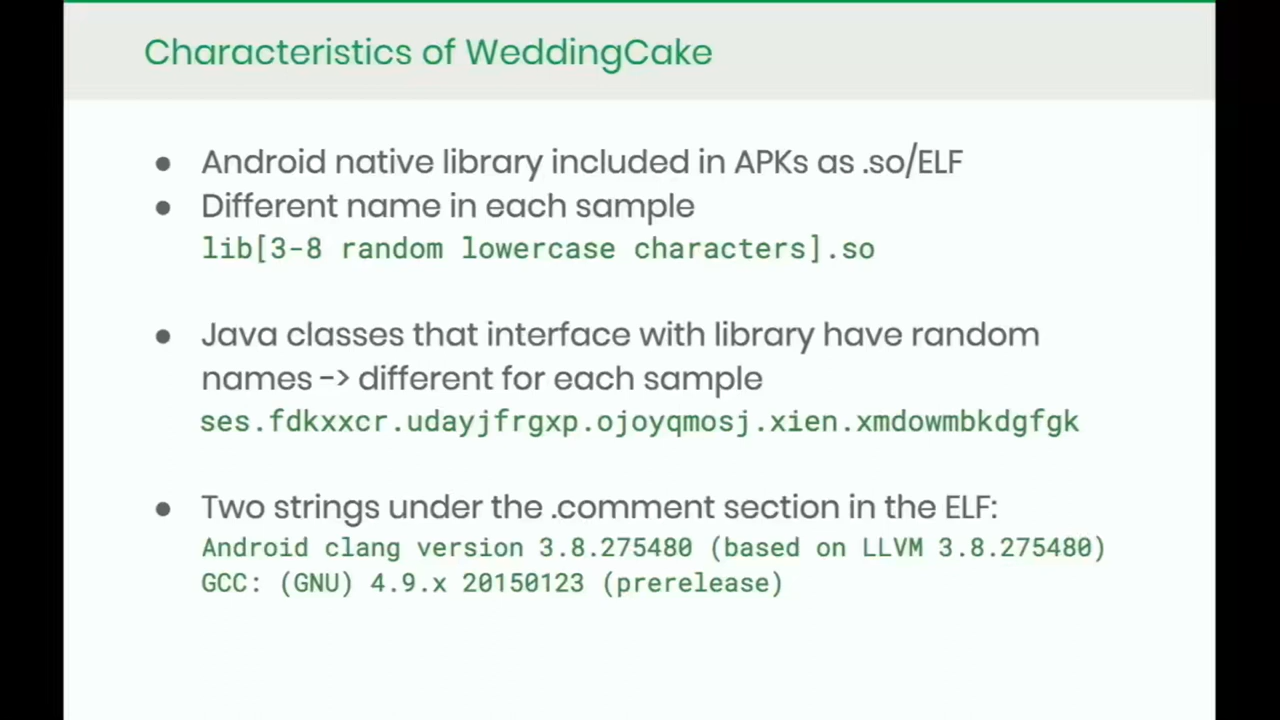 Characteristics of WeddingCake
● Android native library included in APKs as .so/ELF
● Different name in each sample
lib[3-8 random lowercase characters].so
● Java classes that interface with library have random
names -> different for each sample
ses.fdkxxcr.udayjfrgxp.ojoyqmosj.xien.xmdowmbkdgfgk
● Two strings under the .comment section in the ELF:
Android clang version 3.8.275480 (based on LLVM 3.8.275480)
GCC: (GNU) 4.9.x 20150123 (prerelease)